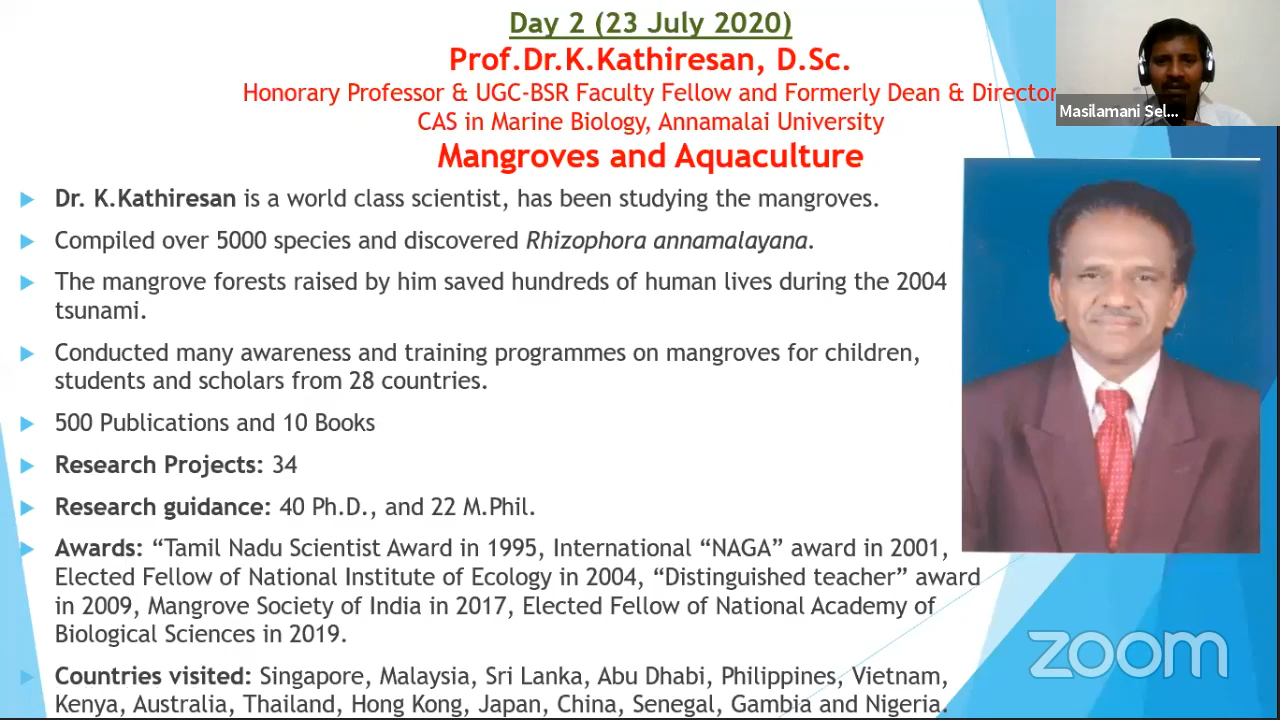 Day 2 (23 July 2020)
Prof.Dr.K.Kathiresan, D.Sc.
Honorary Professor & UGC-BSR Faculty Fellow and Formerly Dean & Director
CAS in Marine Biology, Annamalai University
Mangroves and Aquaculture
Masilamani Sel...
Dr. K.Kathiresan is a world class scientist, has been studying the mangroves.
Compiled over 5000 species and discovered Rhizophora annamalayana.
The mangrove forests raised by him saved hundreds of human lives during the 2004
tsunami.
Conducted many awareness and training programmes on mangroves for children,
students and scholars from 28 countries.
500 Publications and 10 Books
Research Projects: 34
Research guidance: 40 Ph.D., and 22 M.Phil.
Awards: “Tamil Nadu Scientist Award in 1995, International “NAGA” award in 2001,
Elected Fellow of National Institute of Ecology in 2004, “Distinguished teacher” award
in 2009, Mangrove Society of India in 2017, Elected Fellow of National Academy of
Biological Sciences in 2019.
Countries visited: Singapore, Malaysia, Sri Lanka, Abu Dhabi, Philippines, Vietnam,
Kenya, Australia, Thailand, Hong Kong, Japan, China, Senegal, Gambia and Nigeria.
zoom